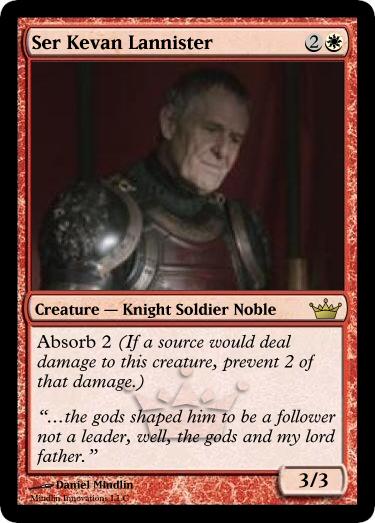 Ser Kevan Lannister 2
Creature — Knight Soldier Noble
Absorb 2 (If a source would deal
damage to this creature, prevent 2 of
that damage.)
“…the gods shaped him to be a follower
not a leader, well, the gods and my lord
father.”
Daniel Mindlin
Mindlin Innovations LLC
3/3